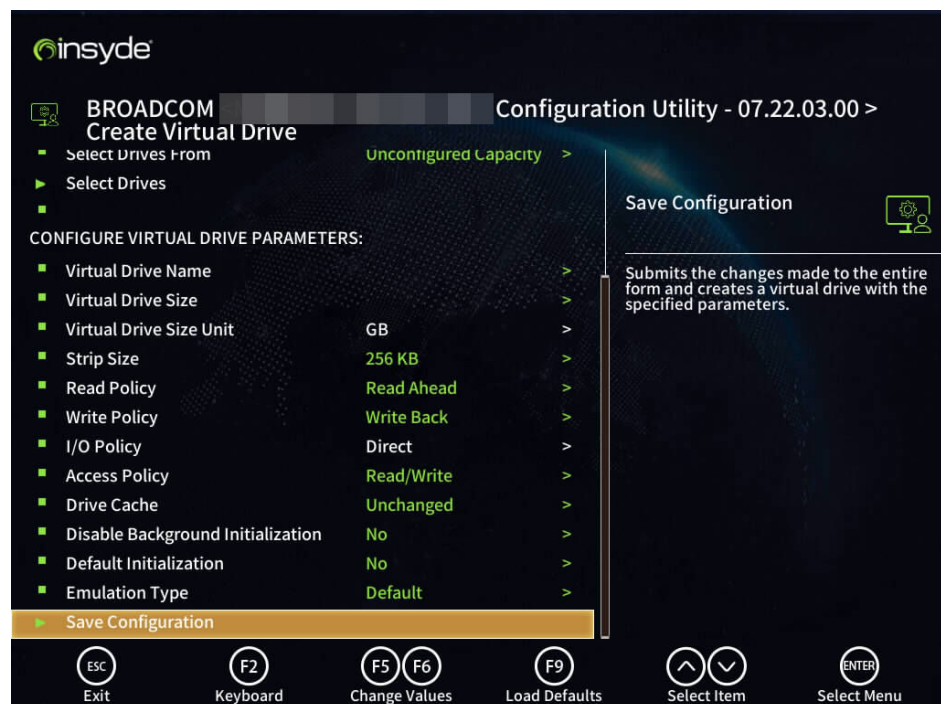 insyde
BROADCOM Configuration Utility - 07.22.03.00 >
Create Virtual Drive
Select Drives From Unconfigured Capacity >
Select Drives
CONFIGURE VIRTUAL DRIVE PARAMETERS:
Virtual Drive Name >
Virtual Drive Size >
Virtual Drive Size Unit GB >
Strip Size 256 KB >
Read Policy Read Ahead >
Write Policy Write Back >
I/O Policy Direct >
Access Policy Read/Write >
Drive Cache Unchanged >
Disable Background Initialization No >
Default Initialization No >
Emulation Type Default >
Save Configuration
Save Configuration
Submits the changes made to the entire
form and creates a virtual drive with the
specified parameters.
ESC F2 F5 F6 F9 ENTER
Exit Keyboard Change Values Load Defaults Select Item Select Menu